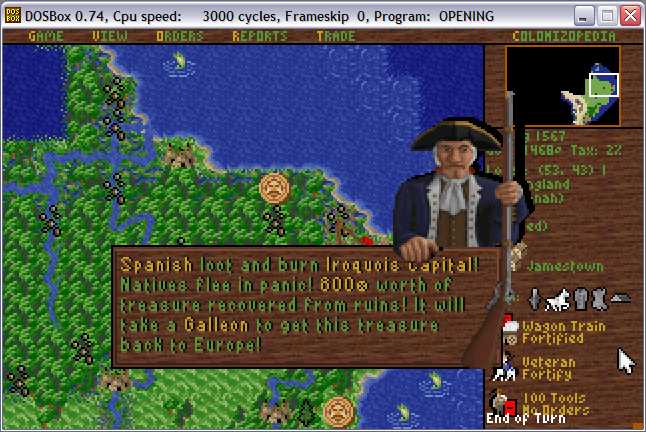 DOSBox 0.74, Cpu speed: 3000 cycles, Frameskip 0, Program: OPENING
GAME VIEW ORDERS REPORTS TRADE COLONIZOPEDIA
1567
Tax: 2%
(53, 43)
Spanish loot and burn Iroquois Capital!
Natives flee in panic! 800 worth of
treasure recovered from ruins! It will
take a Galleon to get this treasure
back to Europe!
Jamestown
Wagon Train
Fortified
Veteran
Fortify
100 Tools
No Orders
End of Turn